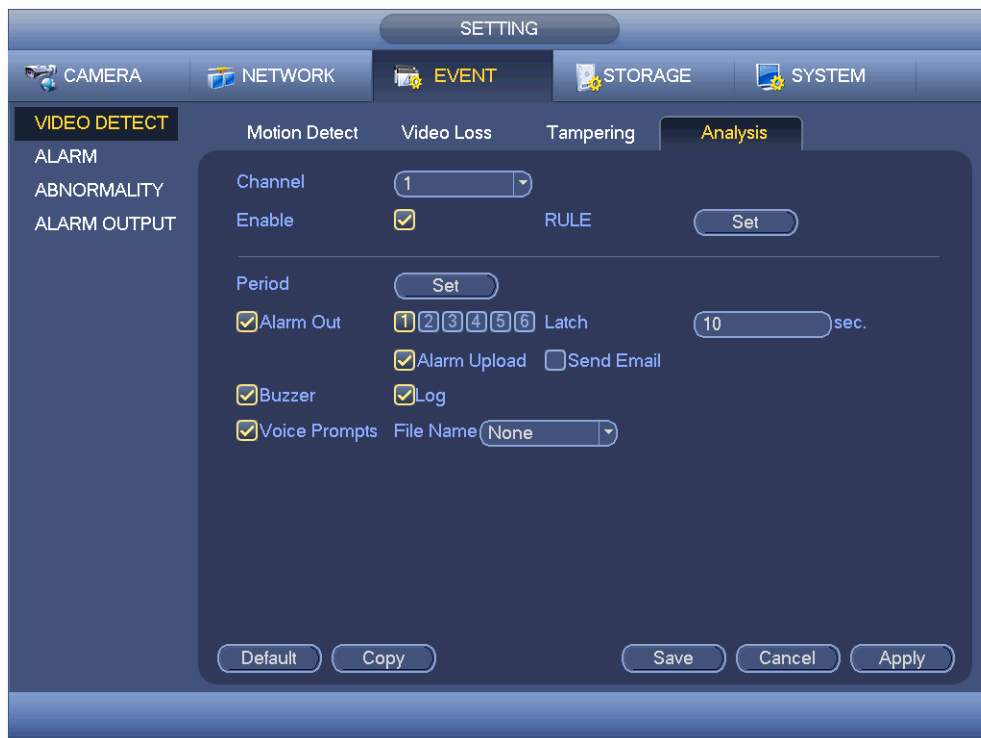 SETTING
CAMERA NETWORK EVENT STORAGE SYSTEM
VIDEO DETECT
ALARM
ABNORMALITY
ALARM OUTPUT
Motion Detect Video Loss Tampering Analysis
Channel 1
Enable RULE Set
Period Set
Alarm Out 1 2 3 4 5 6 Latch 10 sec.
Alarm Upload Send Email
Buzzer Log
Voice Prompts File Name None
Default Copy Save Cancel Apply